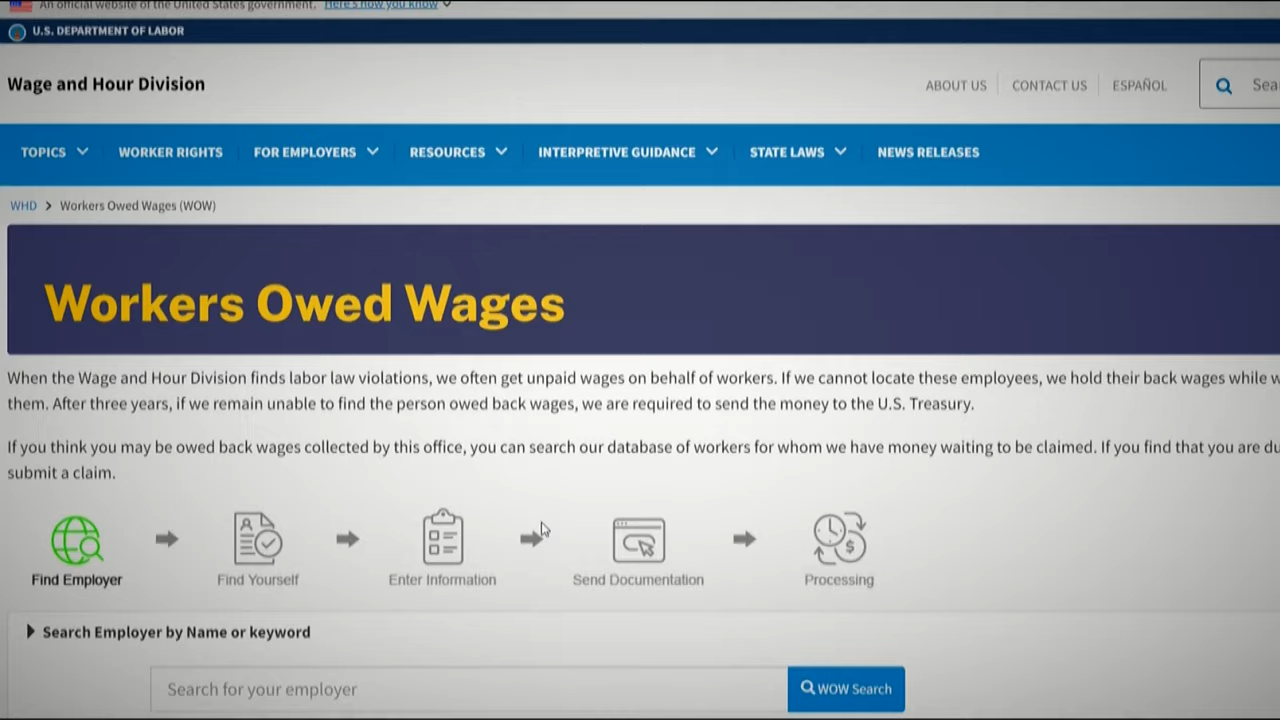 An official website of the United States government. Here's how you know
U.S. DEPARTMENT OF LABOR
Wage and Hour Division
ABOUT US
CONTACT US
ESPAÑOL
TOPICS
WORKER RIGHTS
FOR EMPLOYERS
RESOURCES
INTERPRETIVE GUIDANCE
STATE LAWS
NEWS RELEASES
WHD > Workers Owed Wages (WOW)
Workers Owed Wages
When the Wage and Hour Division finds labor law violations, we often get unpaid wages on behalf of workers. If we cannot locate these employees, we hold their back wages while
them. After three years, if we remain unable to find the person owed back wages, we are required to send the money to the U.S. Treasury.
If you think you may be owed back wages collected by this office, you can search our database of workers for whom we have money waiting to be claimed. If you find that you are
submit a claim.
Find Employer
Find Yourself
Enter Information
Send Documentation
Processing
Search Employer by Name or keyword
Search for your employer
WOW Search